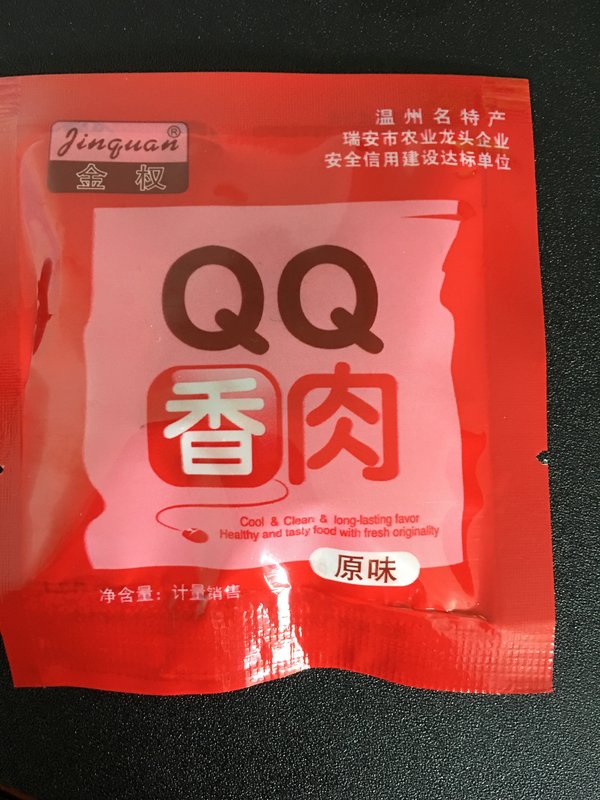 Jinquan®
金权
温州名特产
瑞安市农业龙头企业
安全信用建设达标单位
QQ
香肉
Cool & Clean & long-lasting favor
Healthy and tasty food with fresh originality
原味
净含量：计量销售